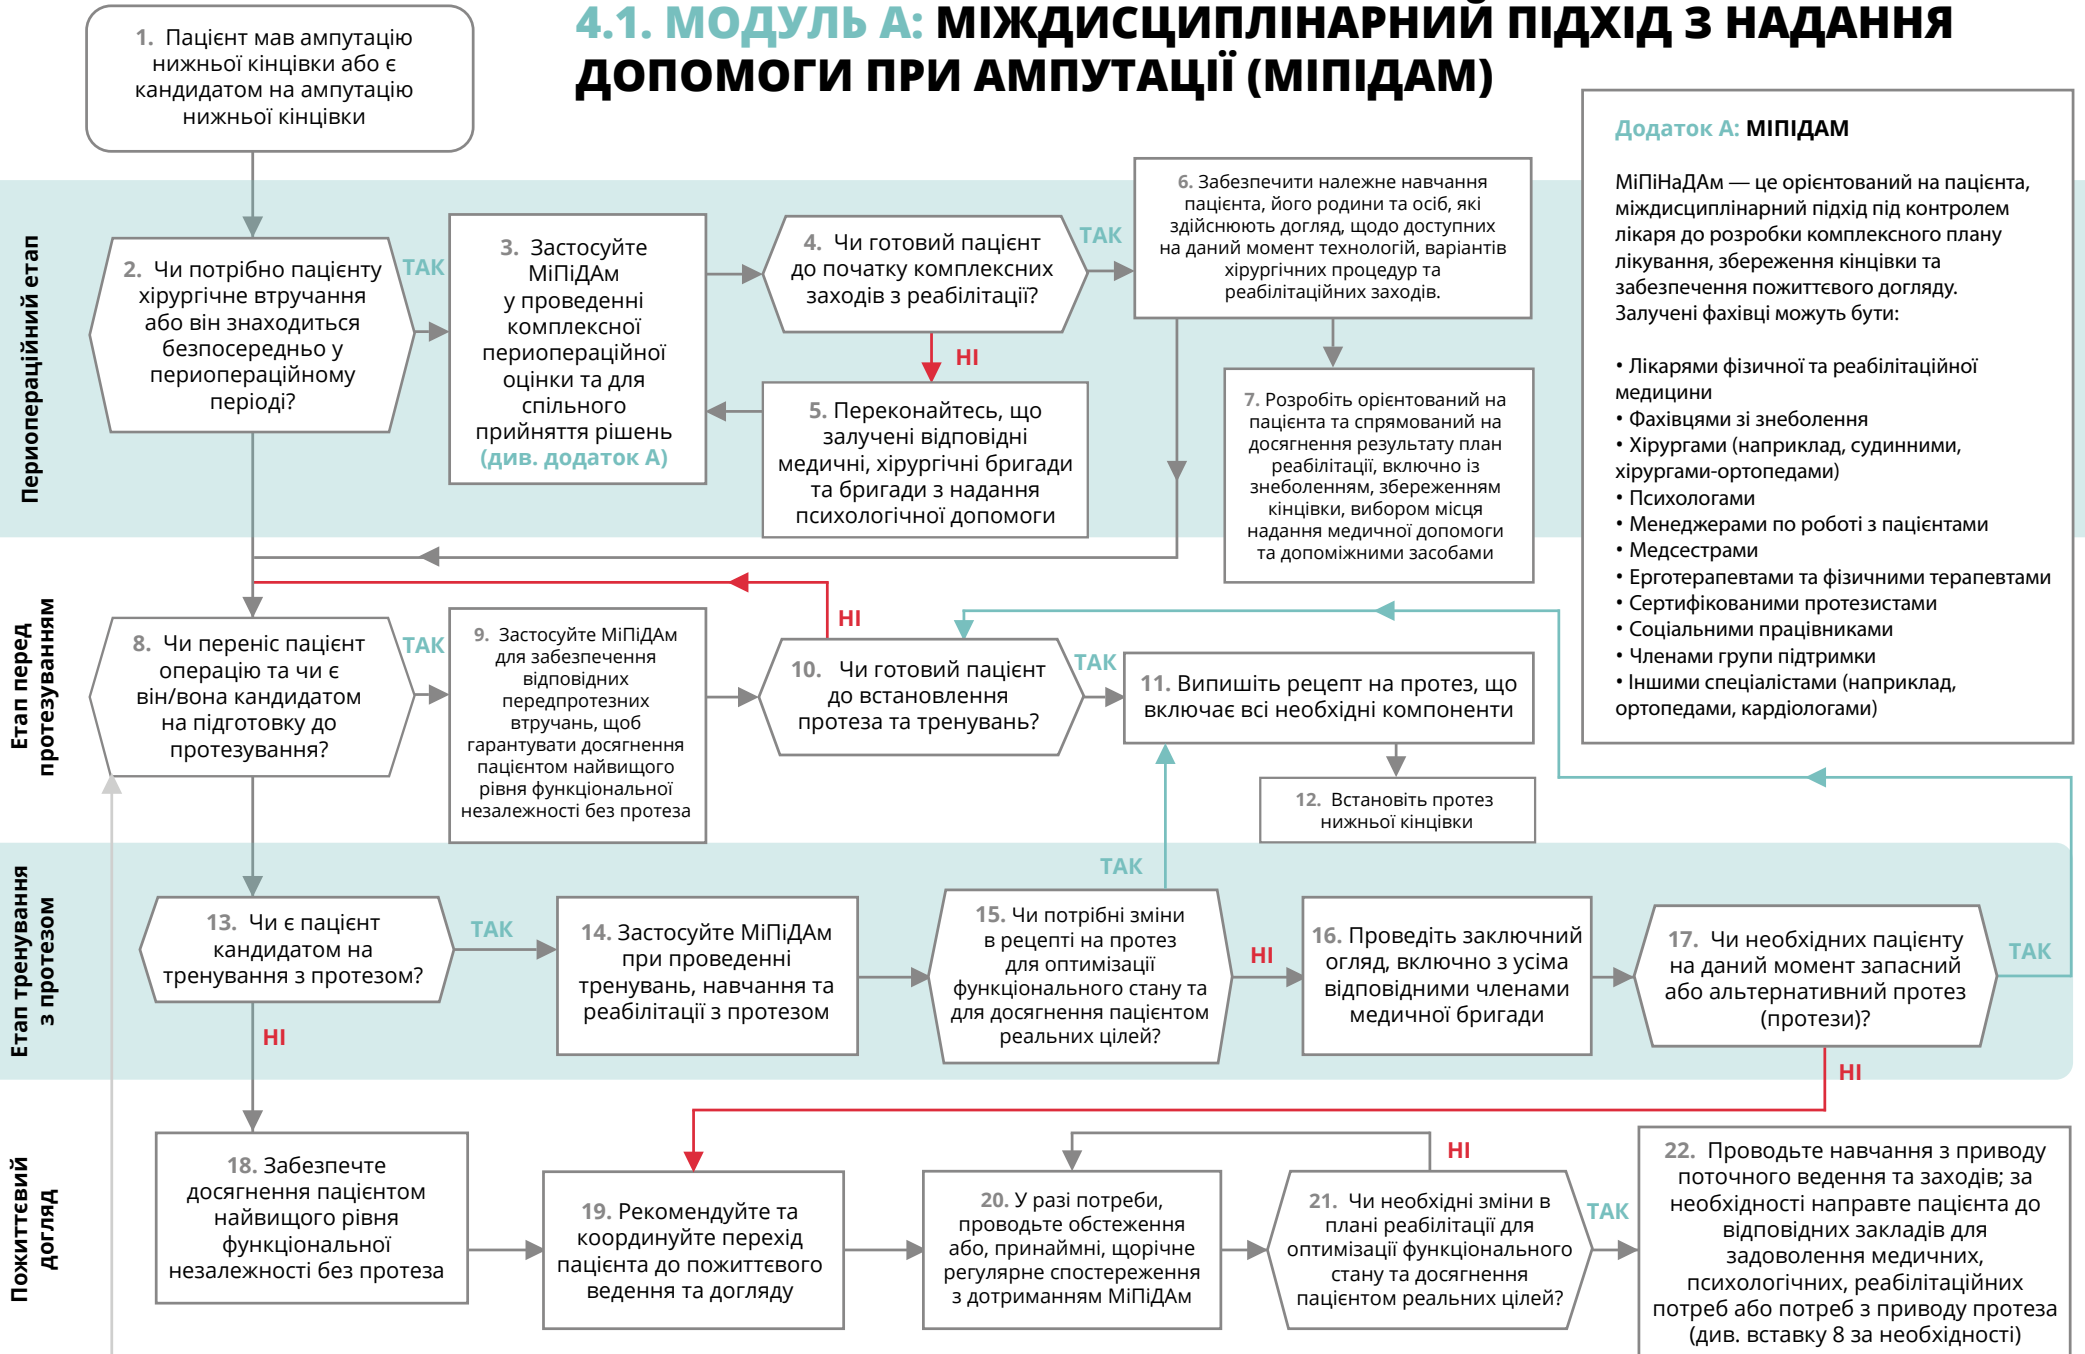 4.1. МОДУЛЬ А: МІЖДИСЦИПЛІНАРНИЙ ПІДХІД З НАДАННЯ
ДОПОМОГИ ПРИ АМПУТАЦІЇ (МІПІДАМ)
1. Пацієнт мав ампутацію
нижньої кінцівки або є
кандидатом на ампутацію
нижньої кінцівки
Периопераційний етап
2. Чи потрібно пацієнту
хірургічне втручання
або він знаходиться
безпосередньо у
периопераційному
періоді?
ТАК
3. Застосуйте
МіПіДАм
у проведенні
комплексної
периопераційної
оцінки та для
спільного
прийняття рішень
(див. додаток А)
4. Чи готовий пацієнт
до початку комплексних
заходів з реабілітації?
ТАК
НІ
5. Переконайтесь, що
залучені відповідні
медичні, хірургічні бригади
та бригади з надання
психологічної допомоги
6. Забезпечити належне навчання
пацієнта, його родини та осіб, які
здійснюють догляд, щодо доступних
на даний момент технологій, варіантів
хірургічних процедур та
реабілітаційних заходів.
7. Розробіть орієнтований на
пацієнта та спрямований на
досягнення результату план
реабілітації, включно із
знеболенням, збереженням
кінцівки, вибором місця
надання медичної допомоги
та допоміжними засобами
Додаток А: МІПІДАМ
МіПіНаДАм — це орієнтований на пацієнта,
міждисциплінарний підхід під контролем
лікаря до розробки комплексного плану
лікування, збереження кінцівки та
забезпечення пожиттєвого догляду.
Залучені фахівці можуть бути:
• Лікарями фізичної та реабілітаційної
медицини
• Фахівцями зі знеболення
• Хірургами (наприклад, судинними,
хірургами-ортопедами)
• Психологами
• Менеджерами по роботі з пацієнтами
• Медсестрами
• Ерготерапевтами та фізичними терапевтами
• Сертифікованими протезистами
• Соціальними працівниками
• Членами групи підтримки
• Іншими спеціалістами (наприклад,
ортопедами, кардіологами)
Етап перед
протезуванням
8. Чи переніс пацієнт
операцію та чи є
він/вона кандидатом
на підготовку до
протезування?
ТАК
9. Застосуйте МіПіДАм
для забезпечення
відповідних
передпротезних
втручань, щоб
гарантувати досягнення
пацієнтом найвищого
рівня функціональної
незалежності без протеза
НІ
10. Чи готовий пацієнт
до встановлення
протеза та тренувань?
ТАК
11. Випишіть рецепт на протез, що
включає всі необхідні компоненти
12. Встановіть протез
нижньої кінцівки
Етап тренування
з протезом
13. Чи є пацієнт
кандидатом на
тренування з протезом?
ТАК
НІ
14. Застосуйте МіПіДАм
при проведенні
тренувань, навчання та
реабілітації з протезом
ТАК
15. Чи потрібні зміни
в рецепті на протез
для оптимізації
функціонального стану та
для досягнення пацієнтом
реальних цілей?
НІ
16. Проведіть заключний
огляд, включно з усіма
відповідними членами
медичної бригади
17. Чи необхідних пацієнту
на даний момент запасний
або альтернативний протез
(протези)?
ТАК
НІ
Пожиттєвий
догляд
18. Забезпечте
досягнення пацієнтом
найвищого рівня
функціональної
незалежності без протеза
19. Рекомендуйте та
координуйте перехід
пацієнта до пожиттєвого
ведення та догляду
20. У разі потреби,
проводьте обстеження
або, принаймні, щорічне
регулярне спостереження
з дотриманням МіПіДАм
НІ
21. Чи необхідні зміни в
плані реабілітації для
оптимізації функціонального
стану та досягнення
пацієнтом реальних цілей?
ТАК
22. Проводьте навчання з приводу
поточного ведення та заходів; за
необхідності направте пацієнта до
відповідних закладів для
задоволення медичних,
психологічних, реабілітаційних
потреб або потреб з приводу протеза
(див. вставку 8 за необхідності)